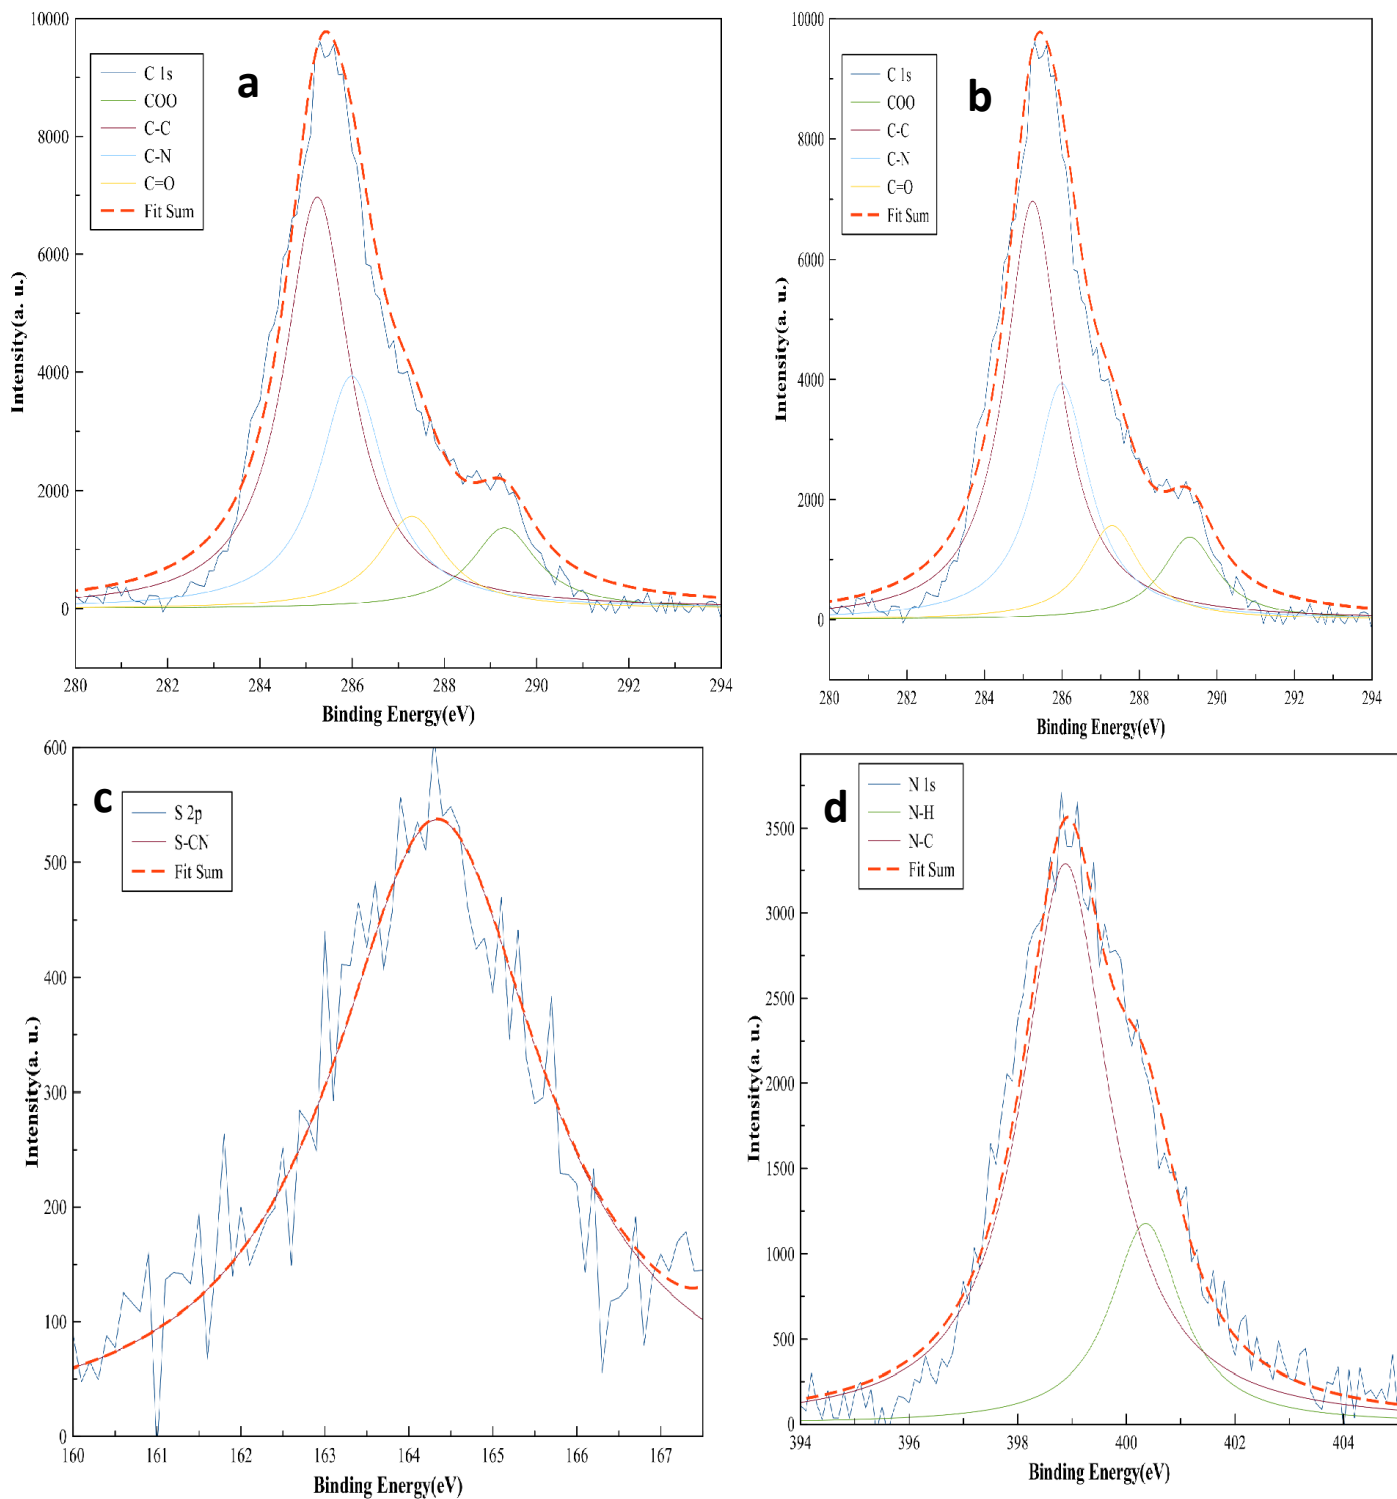 a
C 1s
COO
C-C
C-N
C=O
Fit Sum
10000
8000
6000
4000
2000
0
Intensity(a. u.)
280 282 284 286 288 290 292 294
Binding Energy(eV)
b
C 1s
COO
C-C
C-N
C=O
Fit Sum
10000
8000
6000
4000
2000
0
Intensity(a. u.)
280 282 284 286 288 290 292 294
Binding Energy(eV)
c
S 2p
S-CN
Fit Sum
600
500
400
300
200
100
0
Intensity(a. u.)
160 161 162 163 164 165 166 167
Binding Energy(eV)
d
N 1s
N-H
N-C
Fit Sum
3500
3000
2500
2000
1500
1000
500
0
Intensity(a. u.)
394 396 398 400 402 404
Binding Energy(eV)